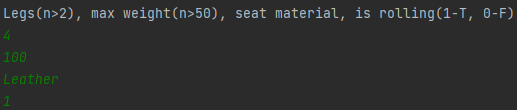 Legs(n>2), max weight(n>50), seat material, is rolling(1-T, 0-F)
4
100
Leather
1